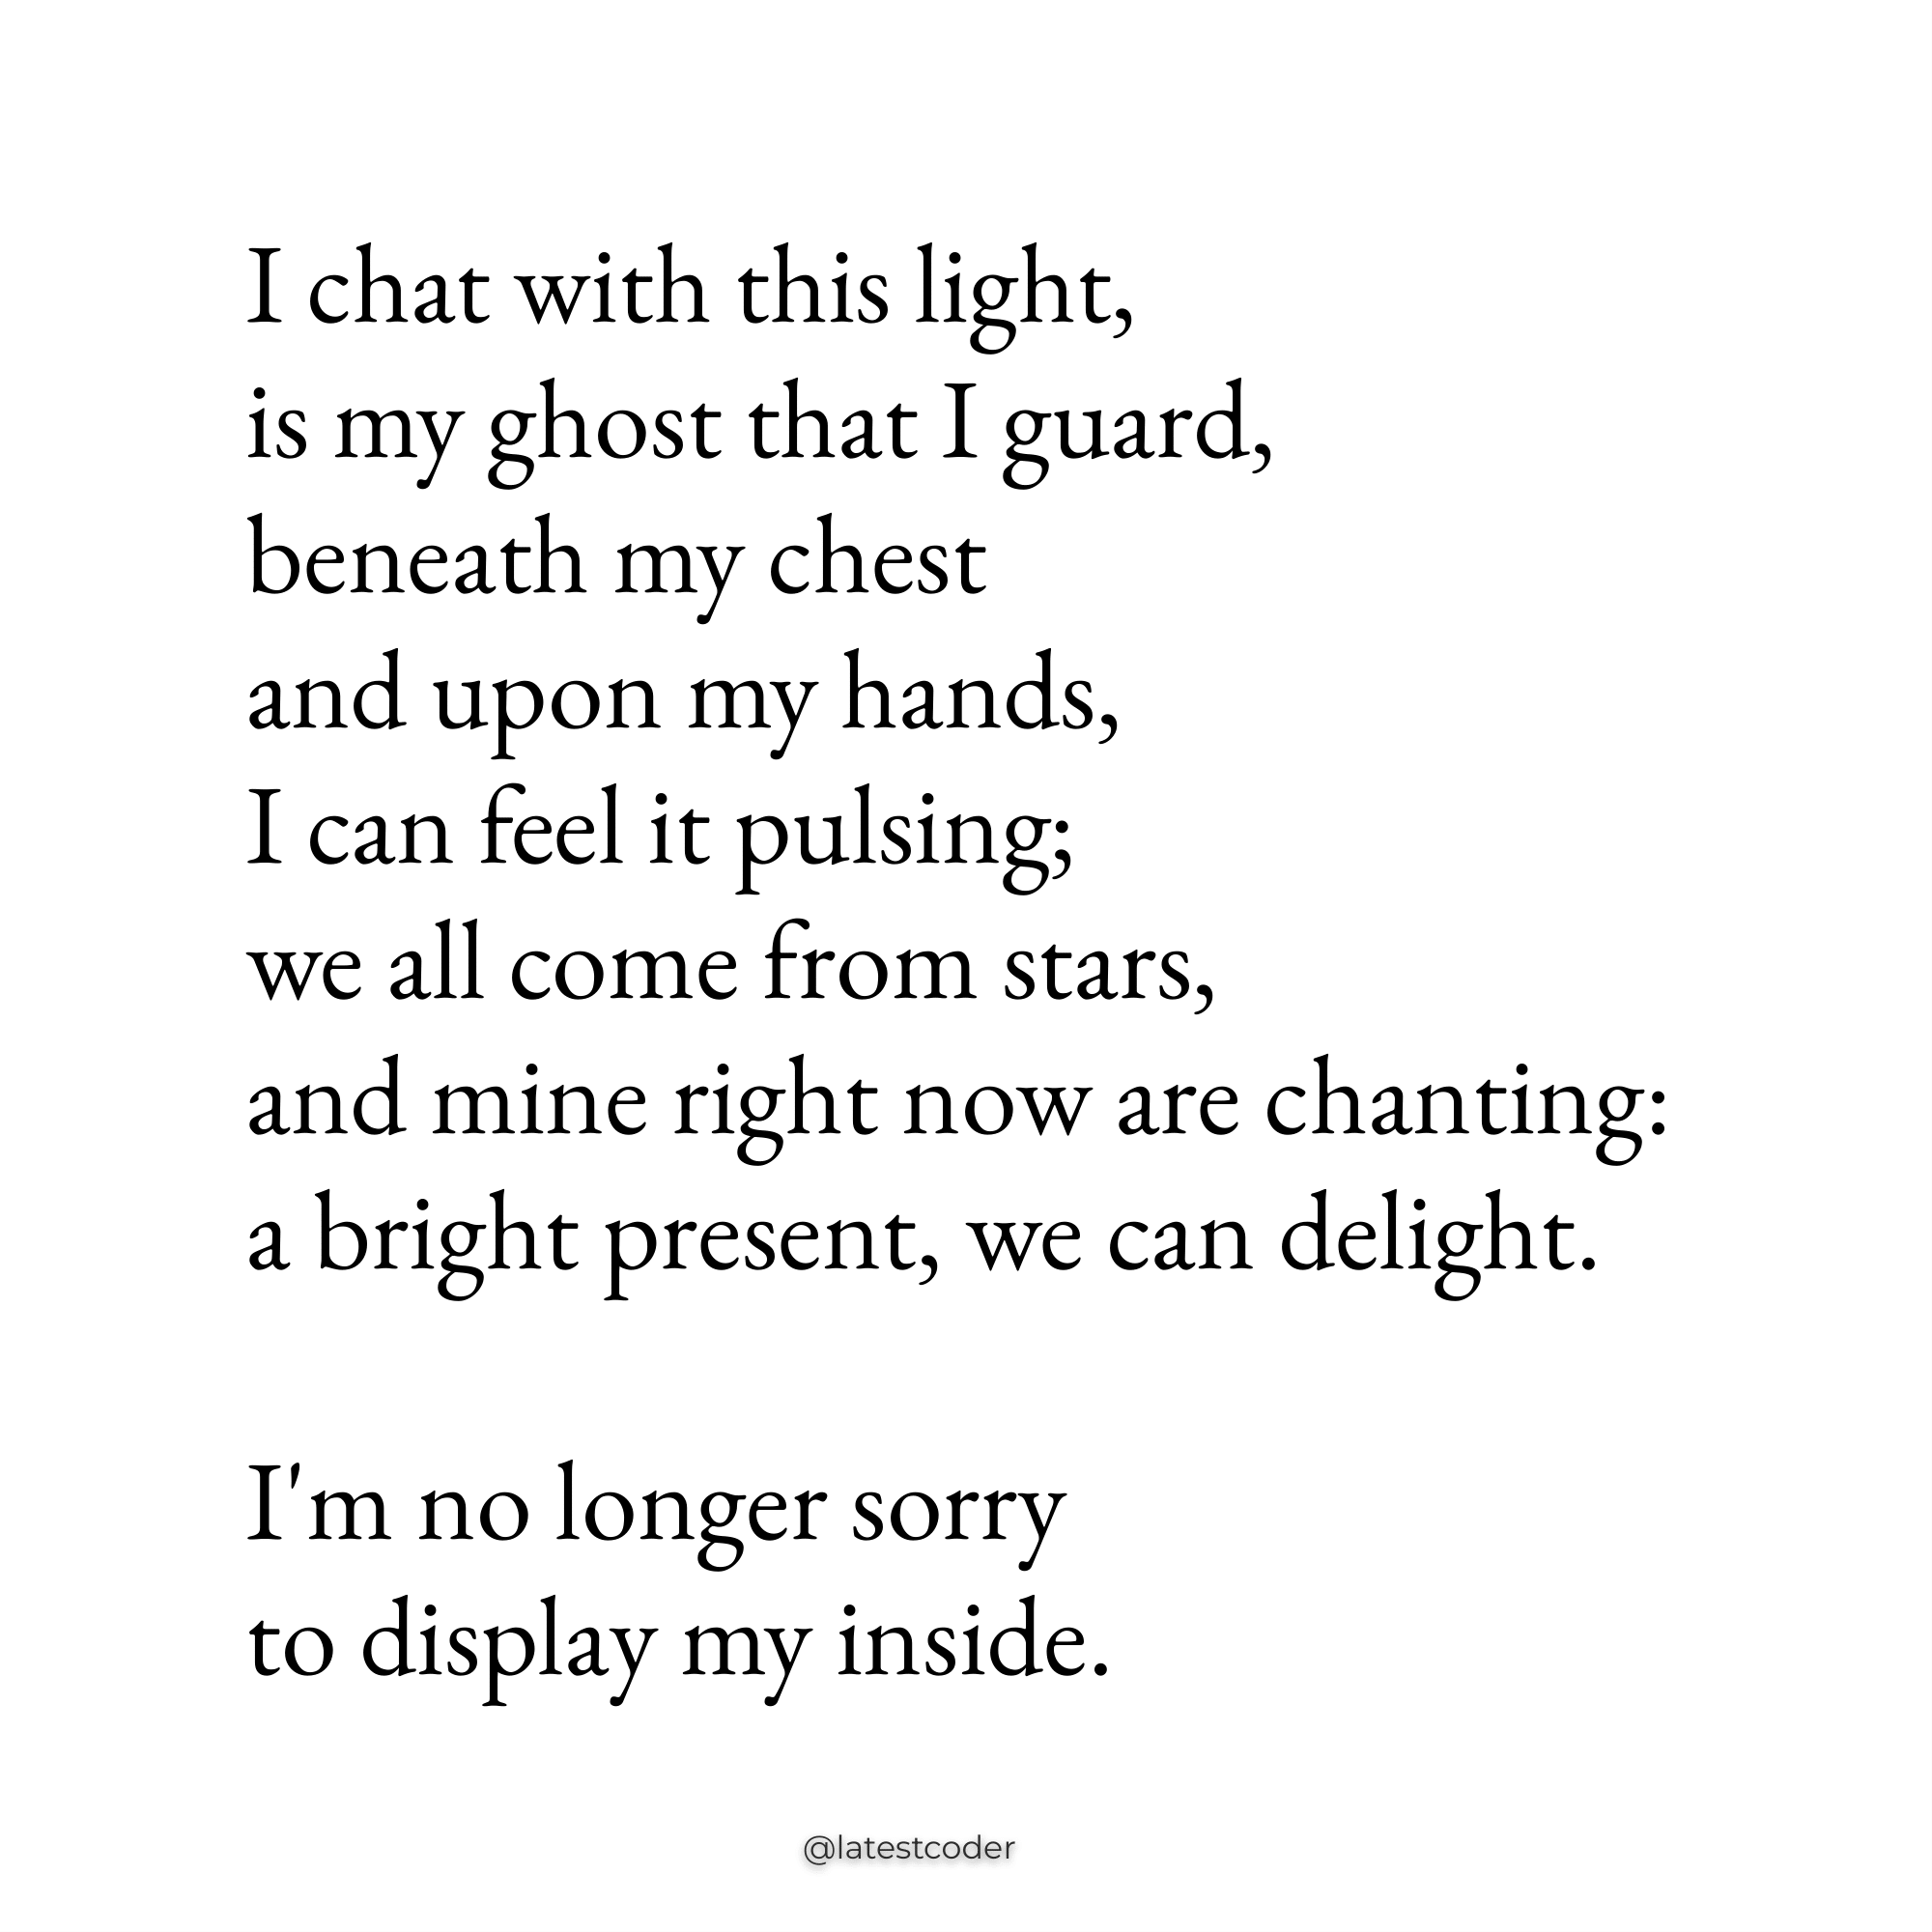 I chat with this light,
is my ghost that I guard,
beneath my chest
and upon my hands,
I can feel it pulsing;
we all come from stars,
and mine right now are chanting:
a bright present, we can delight.
I'm no longer sorry
to display my inside.
@latestcoder